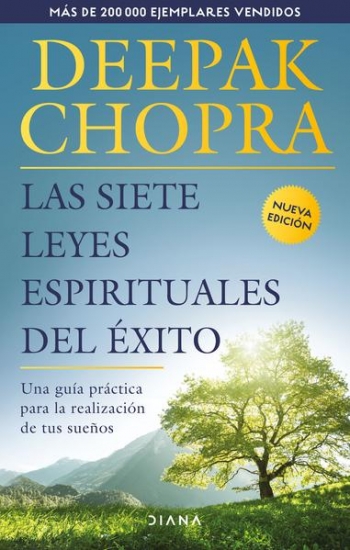 MÁS DE 200 000 EJEMPLARES VENDIDOS
DEEPAK
CHOPRA
LAS SIETE
LEYES
ESPIRITUALES
DEL ÉXITO
NUEVA
EDICIÓN
Una guía práctica
para la realización
de tus sueños
DIANA